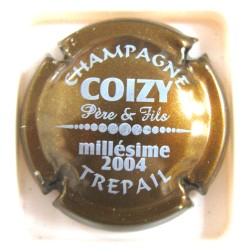 CHAMPAGNE
COIZY
Père & Fils
millésime
2004
TREPAIL